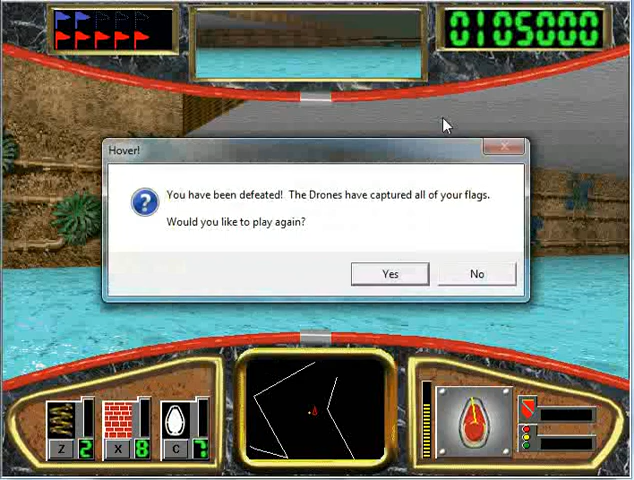 0105000
Hover!
You have been defeated!  The Drones have captured all of your flags.
Would you like to play again?
Yes
No
Z 2
X 8
C 7